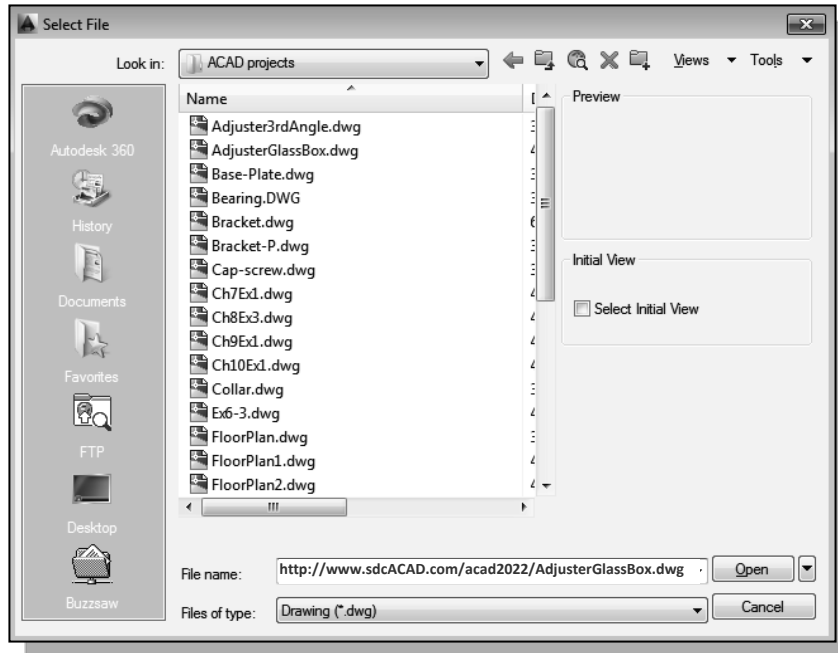 Select File
Look in:
ACAD projects
Views
Tools
Autodesk 360
History
Documents
Favorites
FTP
Desktop
Buzzsaw
Name
Adjuster3rdAngle.dwg
AdjusterGlassBox.dwg
Base-Plate.dwg
Bearing.DWG
Bracket.dwg
Bracket-P.dwg
Cap-screw.dwg
Ch7Ex1.dwg
Ch8Ex3.dwg
Ch9Ex1.dwg
Ch10Ex1.dwg
Collar.dwg
Ex6-3.dwg
FloorPlan.dwg
FloorPlan1.dwg
FloorPlan2.dwg
Preview
Initial View
Select Initial View
File name:
http://www.sdcACAD.com/acad2022/AdjusterGlassBox.dwg
Open
Files of type:
Drawing (*.dwg)
Cancel